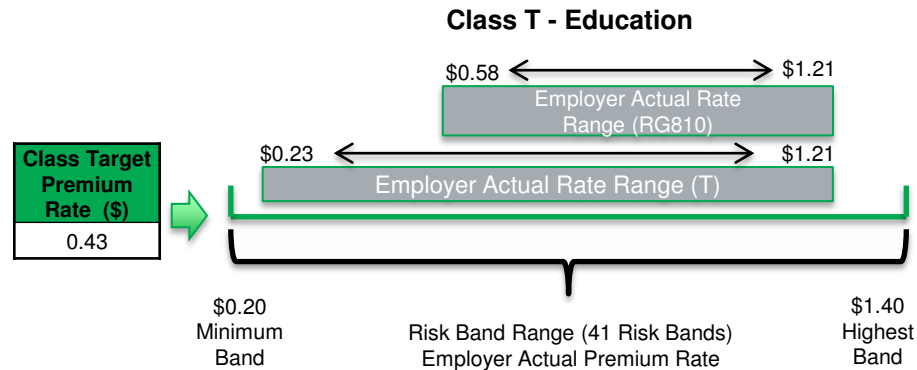 Class T - Education
$0.58
$1.21
Employer Actual Rate
Range (RG810)
$0.23
$1.21
Employer Actual Rate Range (T)
Class Target
Premium
Rate ($)
0.43
$0.20
Minimum
Band
Risk Band Range (41 Risk Bands)
Employer Actual Premium Rate
$1.40
Highest
Band